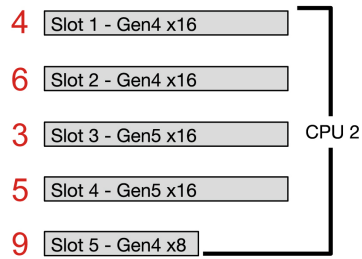 4 Slot 1 - Gen4 x16
6 Slot 2 - Gen4 x16
3 Slot 3 - Gen5 x16 CPU 2
5 Slot 4 - Gen5 x16
9 Slot 5 - Gen4 x8